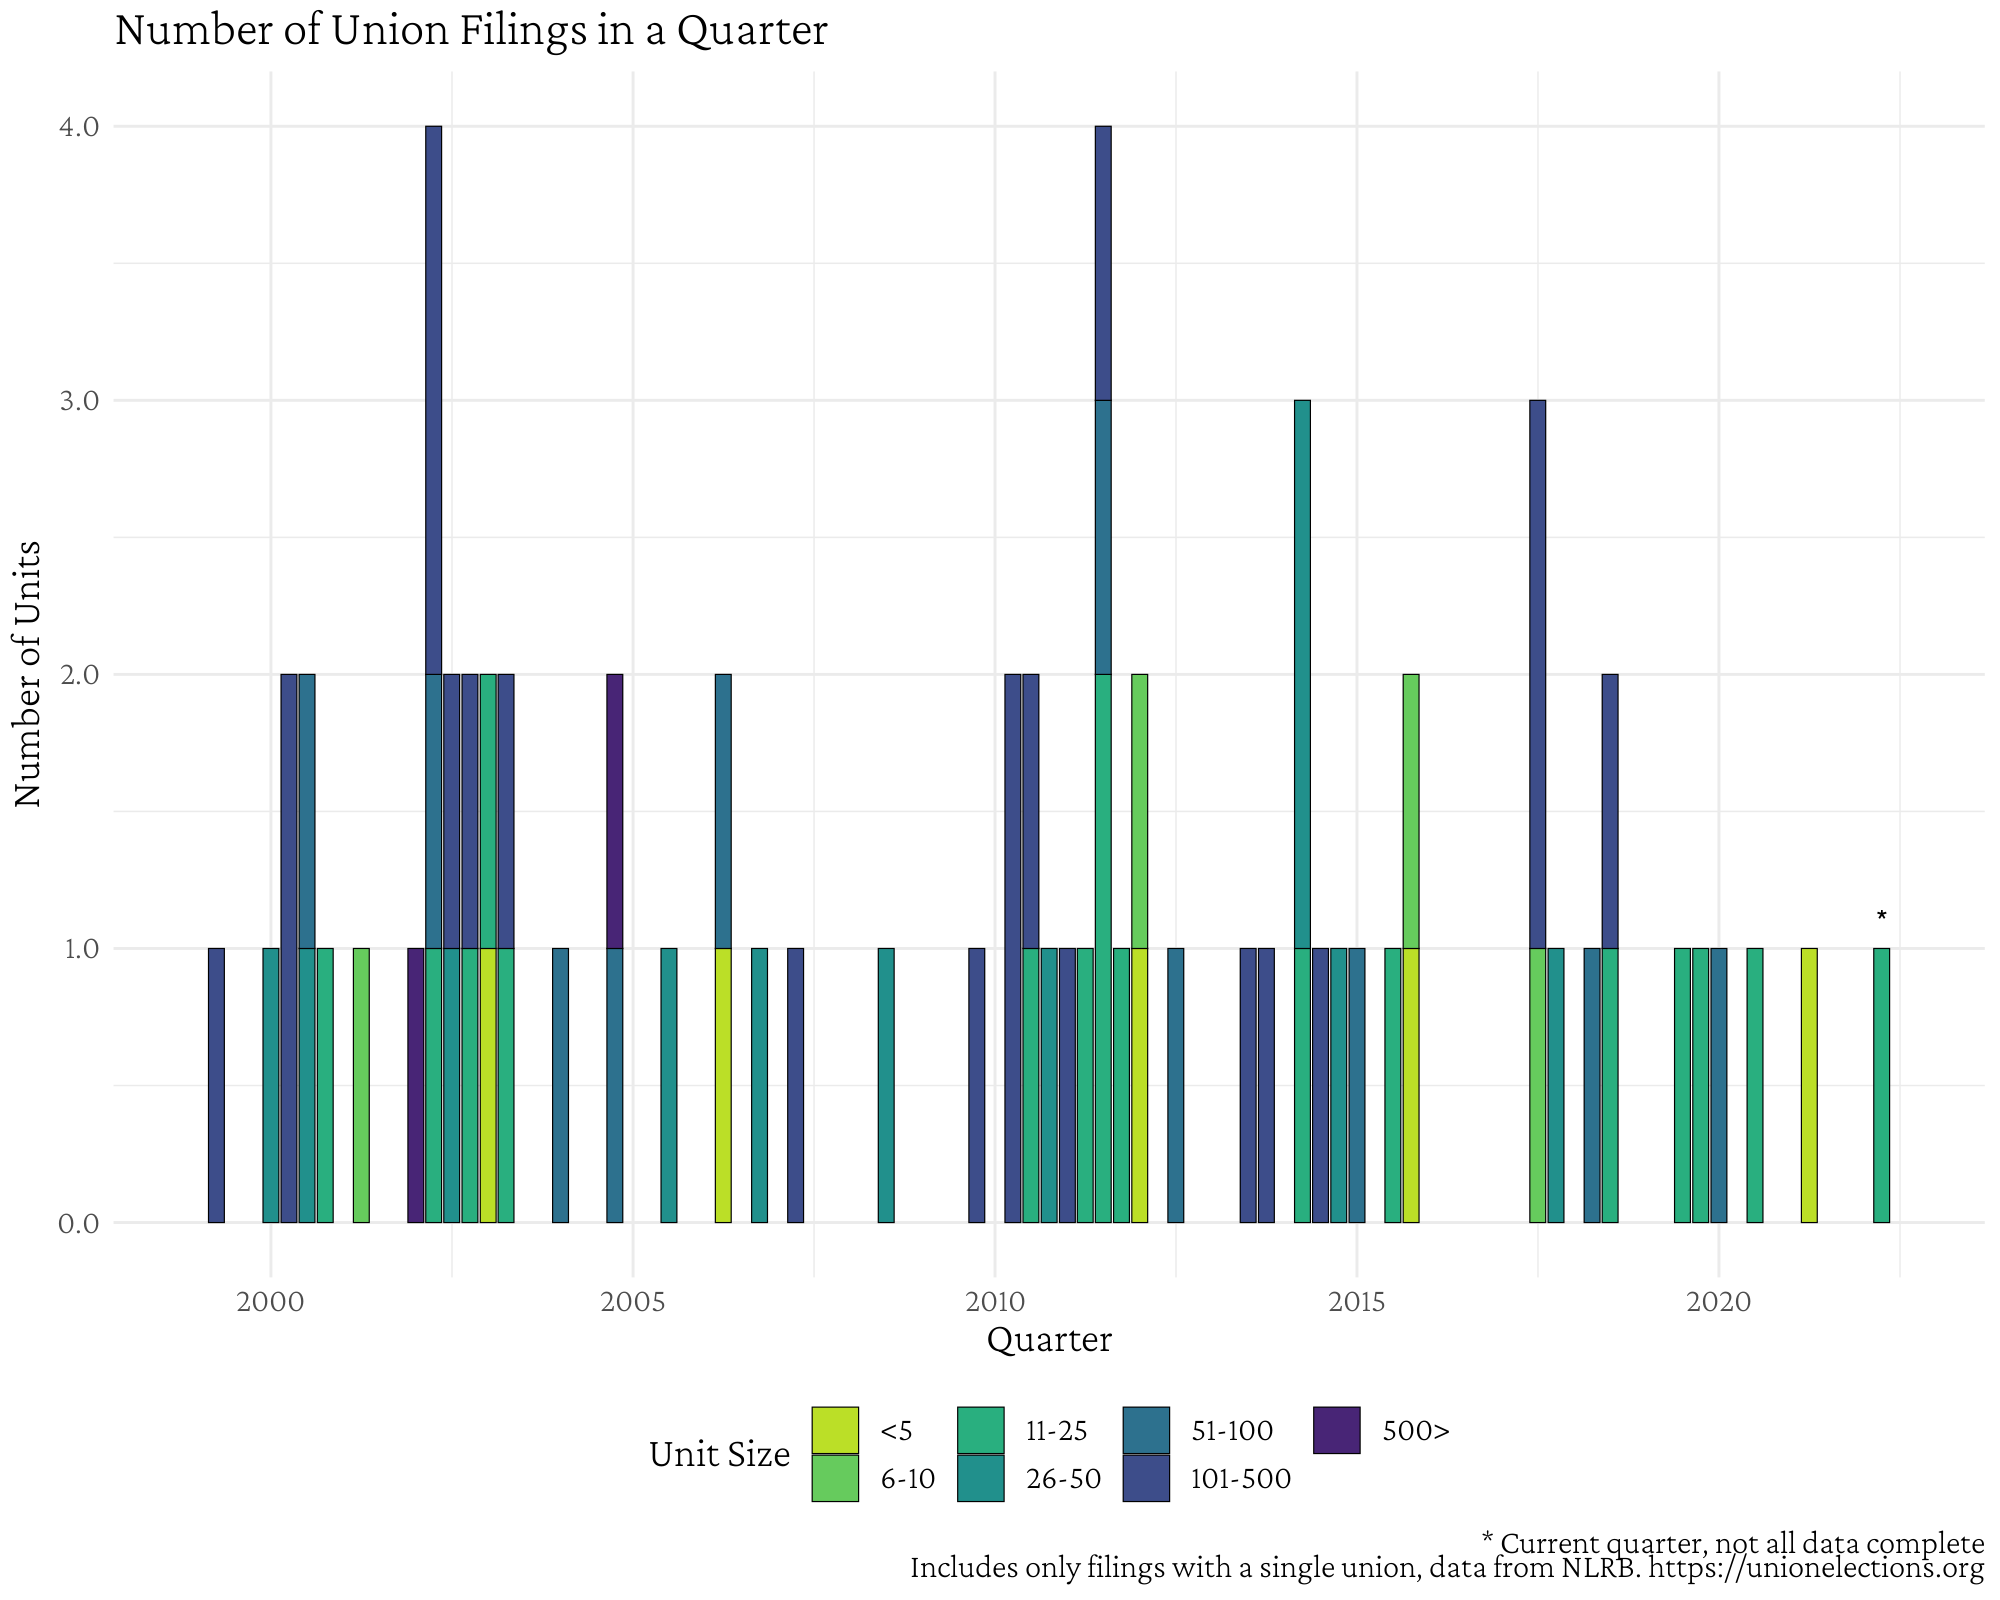 Number of Union Filings in a Quarter
Number of Units
4.0
3.0
2.0
1.0
0.0
*
2000 2005 2010 2015 2020
Quarter
Unit Size
<5 11-25 51-100 500>
6-10 26-50 101-500
* Current quarter, not all data complete
Includes only filings with a single union, data from NLRB. https://unionelections.org